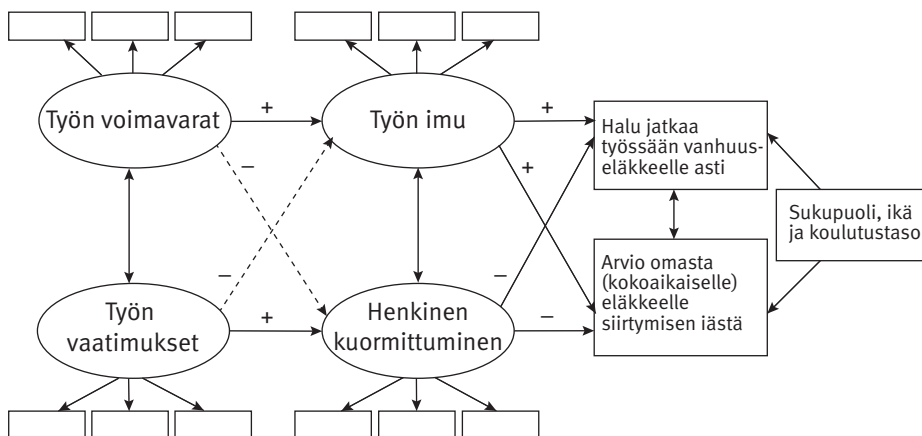 Työn voimavarat
+
Työn imu
+
Halu jatkaa
työssään vanhuus-
eläkkeelle asti
–
+
Sukupuoli, ikä
ja koulutustaso
–
–
Työn
vaatimukset
+
Henkinen
kuormittuminen
–
Arvio omasta
(kokoaikaiselle)
eläkkeelle
siirtymisen iästä